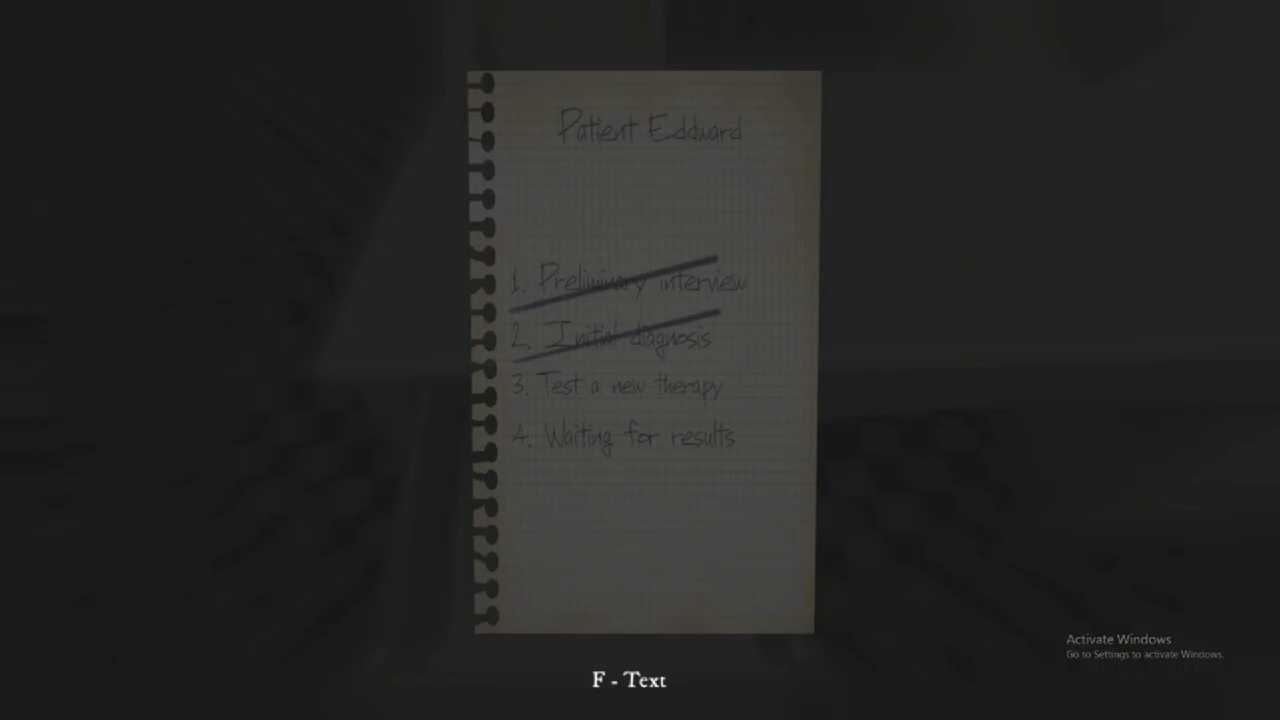 Patient Eddward
1. Preliminary interview
2. Initial diagnosis
3. Test a new therapy
4. Waiting for results
Activate Windows
Go to Settings to activate Windows.
F - Text